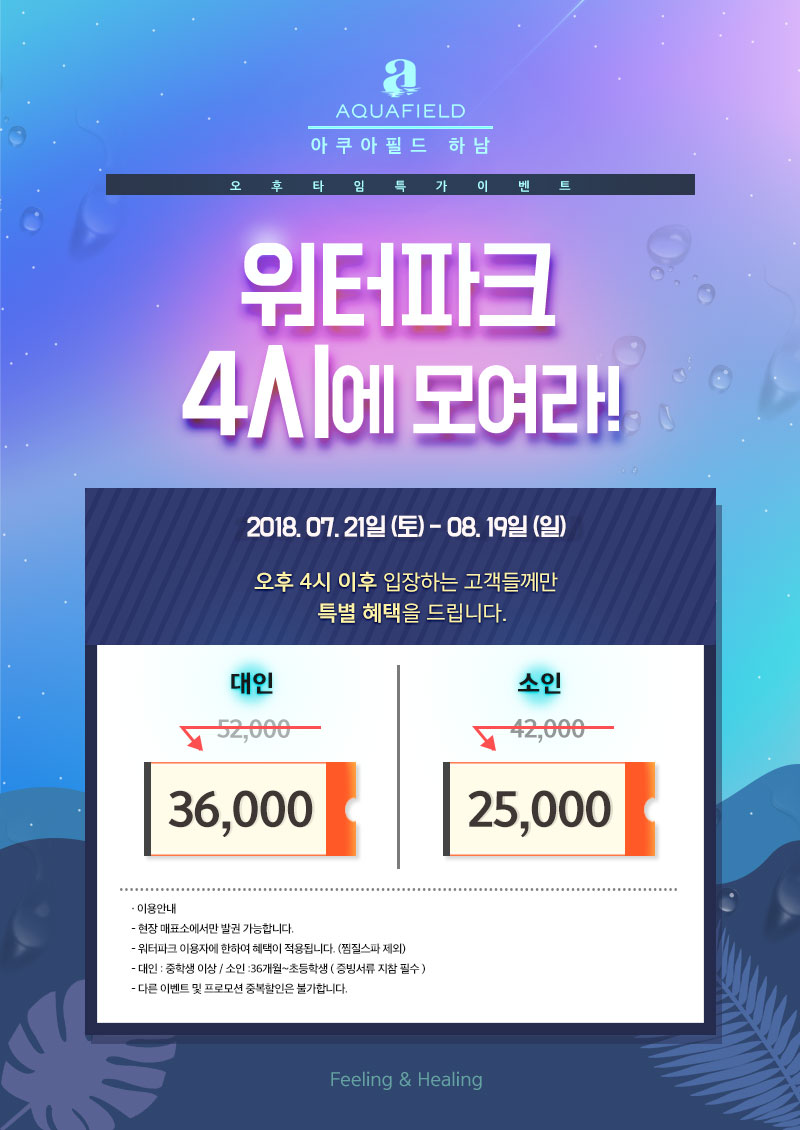 a
AQUAFIELD
아쿠아필드 하남
오후타임특가이벤트
워터파크
4시에 모여라!
2018. 07. 21일 (토) - 08. 19일 (일)
오후 4시 이후 입장하는 고객들께만
특별 혜택을 드립니다.
대인
52,000
36,000
소인
42,000
25,000
· 이용안내
- 현장 매표소에서만 발권 가능합니다.
- 워터파크 이용자에 한하여 혜택이 적용됩니다. (찜질스파 제외)
- 대인 : 중학생 이상 / 소인 :36개월~초등학생 ( 증빙서류 지참 필수 )
- 다른 이벤트 및 프로모션 중복할인은 불가합니다.
Feeling & Healing